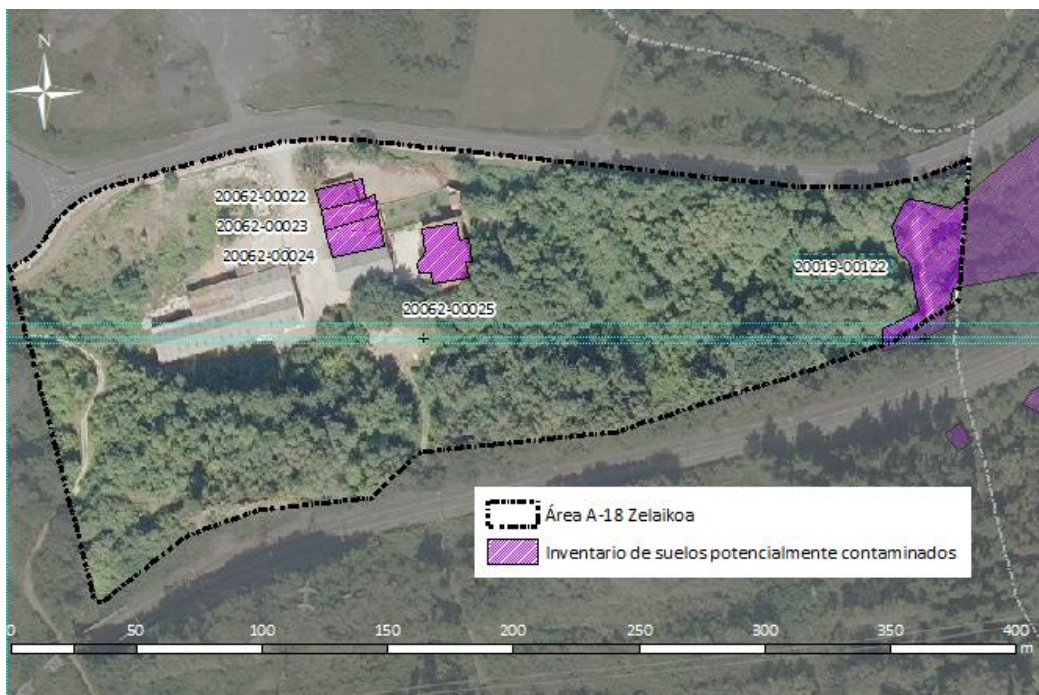 N
20062-00022
20062-00023
20062-00024
20062-00025
20019-00122
Área A-18 Zelaikoa
Inventario de suelos potencialmente contaminados
0 50 100 150 200 250 300 350 400
m